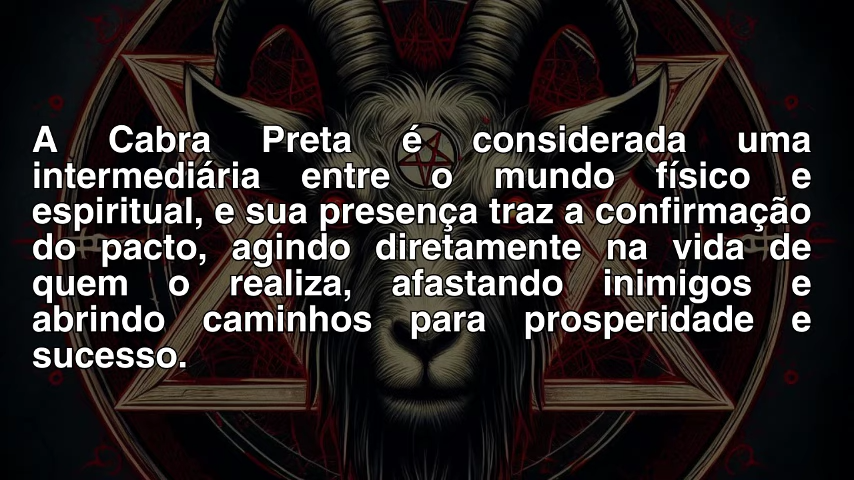 A Cabra Preta é considerada uma
intermediária entre o mundo físico e
espiritual, e sua presença traz a confirmação
do pacto, agindo diretamente na vida de
quem o realiza, afastando inimigos e
abrindo caminhos para prosperidade e
sucesso.